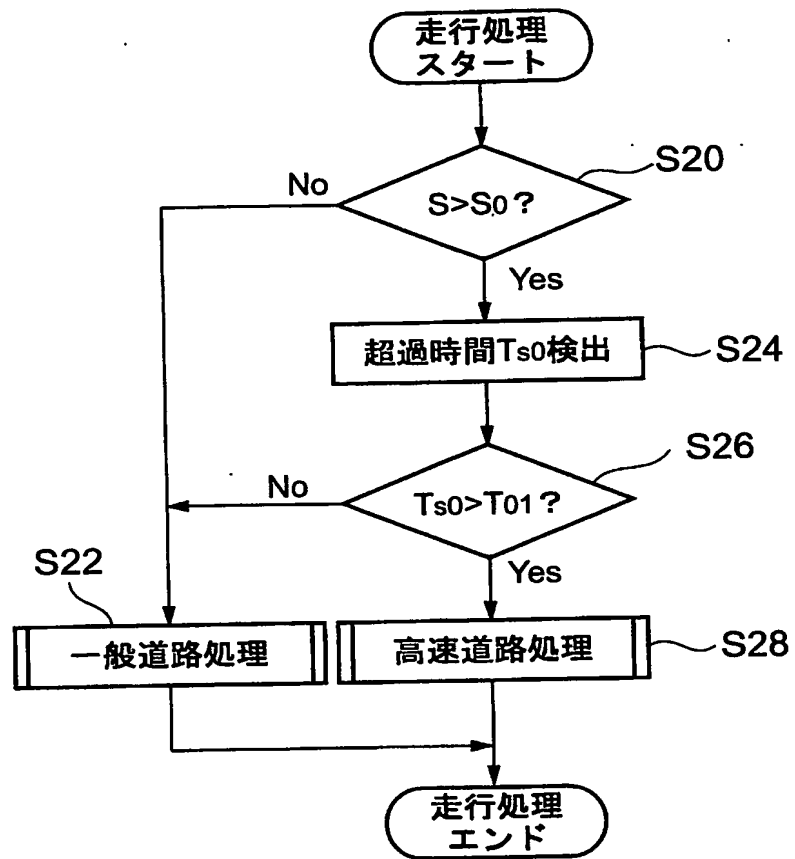 走行処理
スタート
S20
No
S>S0?
Yes
超過時間Ts0検出
S24
S26
No
Ts0>T01?
Yes
S22
一般道路処理
高速道路処理
S28
走行処理
エンド